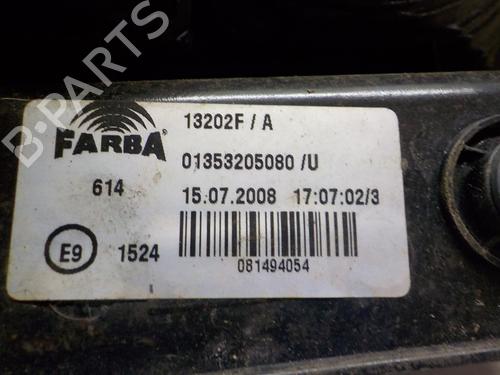 FARBA®
13202F / A
01353205080 /U
614
15.07.2008 17:07:02/3
E9
1524
081494054
B-PARTS